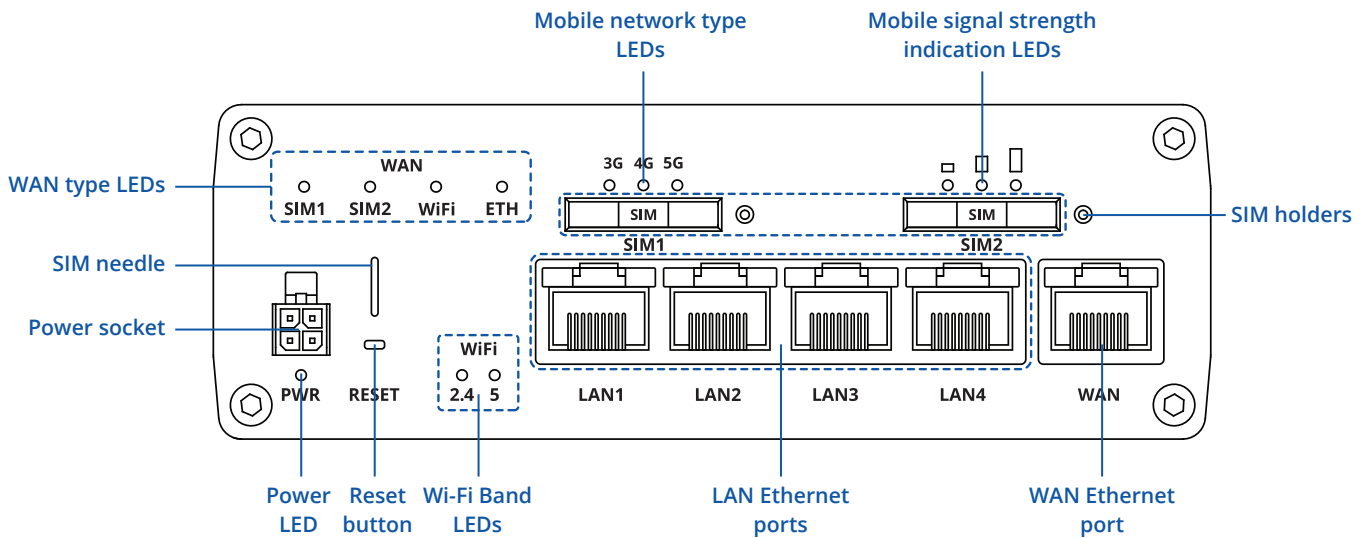 Mobile network type
LEDs
Mobile signal strength
indication LEDs
WAN
3G 4G 5G
WAN type LEDs
SIM1 SIM2 WiFi ETH
SIM SIM
SIM holders
SIM1 SIM2
SIM needle
Power socket
WiFi
PWR RESET 2.4 5 LAN1 LAN2 LAN3 LAN4 WAN
Power
LED
Reset
button
Wi-Fi Band
LEDs
LAN Ethernet
ports
WAN Ethernet
port